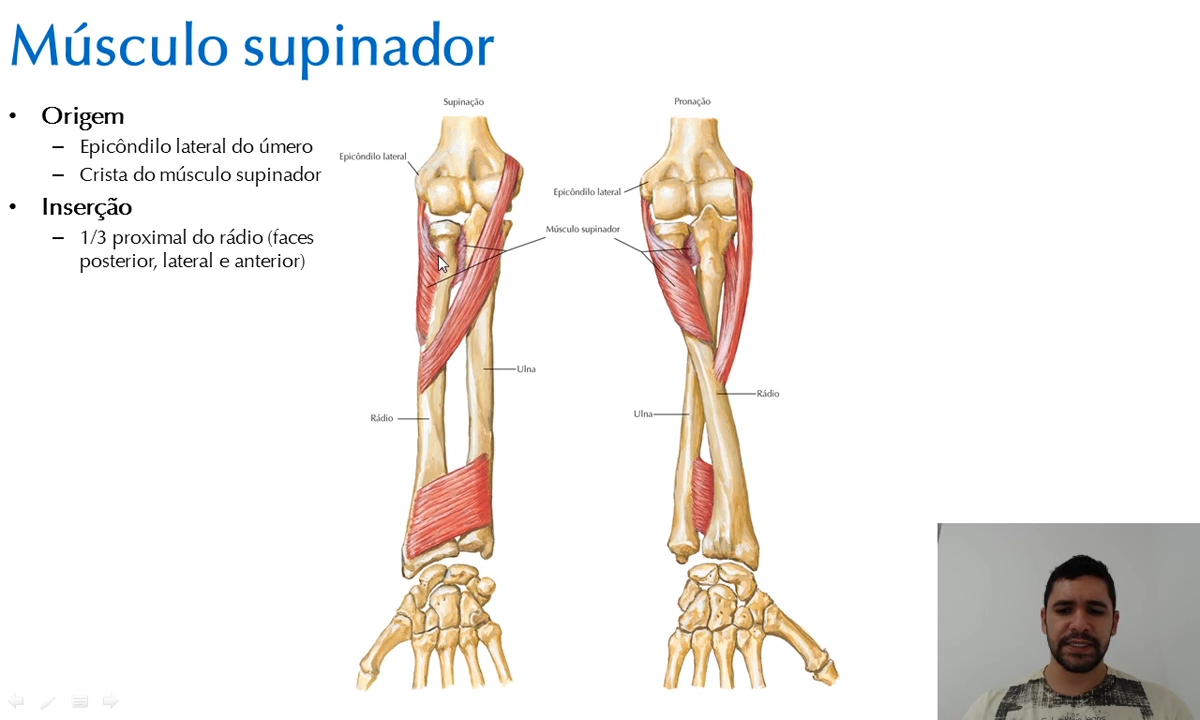 Músculo supinador
• Origem
– Epicôndilo lateral do úmero
– Crista do músculo supinador
• Inserção
– 1/3 proximal do rádio (faces
posterior, lateral e anterior)
Supinação
Pronação
Epicôndilo lateral
Epicôndilo lateral
Músculo supinador
Ulna
Rádio
Rádio
Ulna